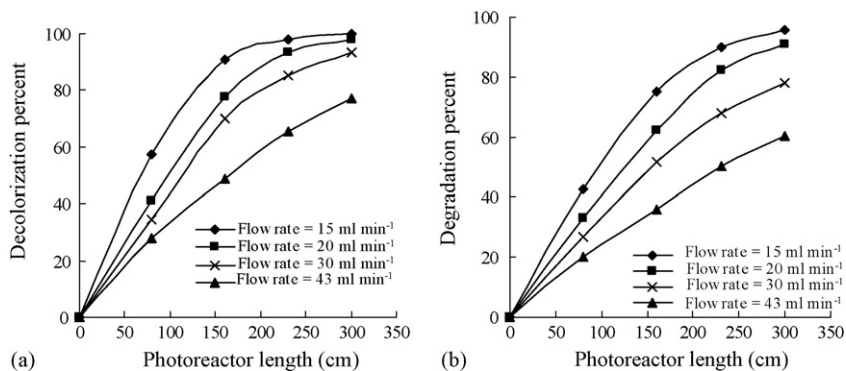 100
80
60
40
20
0
0 50 100 150 200 250 300 350
Decolorization percent
Flow rate = 15 ml min⁻¹
Flow rate = 20 ml min⁻¹
Flow rate = 30 ml min⁻¹
Flow rate = 43 ml min⁻¹
(a)
Photoreactor length (cm)
100
80
60
40
20
0
0 50 100 150 200 250 300 350
Degradation percent
Flow rate = 15 ml min⁻¹
Flow rate = 20 ml min⁻¹
Flow rate = 30 ml min⁻¹
Flow rate = 43 ml min⁻¹
(b)
Photoreactor length (cm)